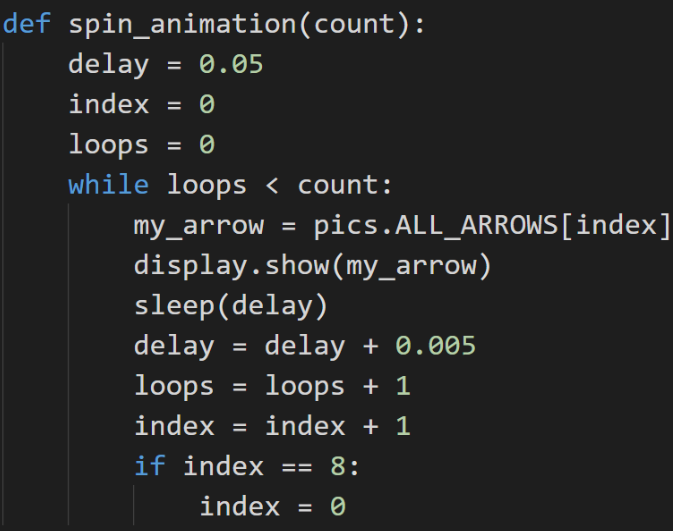 def spin_animation(count):
    delay = 0.05
    index = 0
    loops = 0
    while loops < count:
        my_arrow = pics.ALL_ARROWS[index]
        display.show(my_arrow)
        sleep(delay)
        delay = delay + 0.005
        loops = loops + 1
        index = index + 1
        if index == 8:
            index = 0